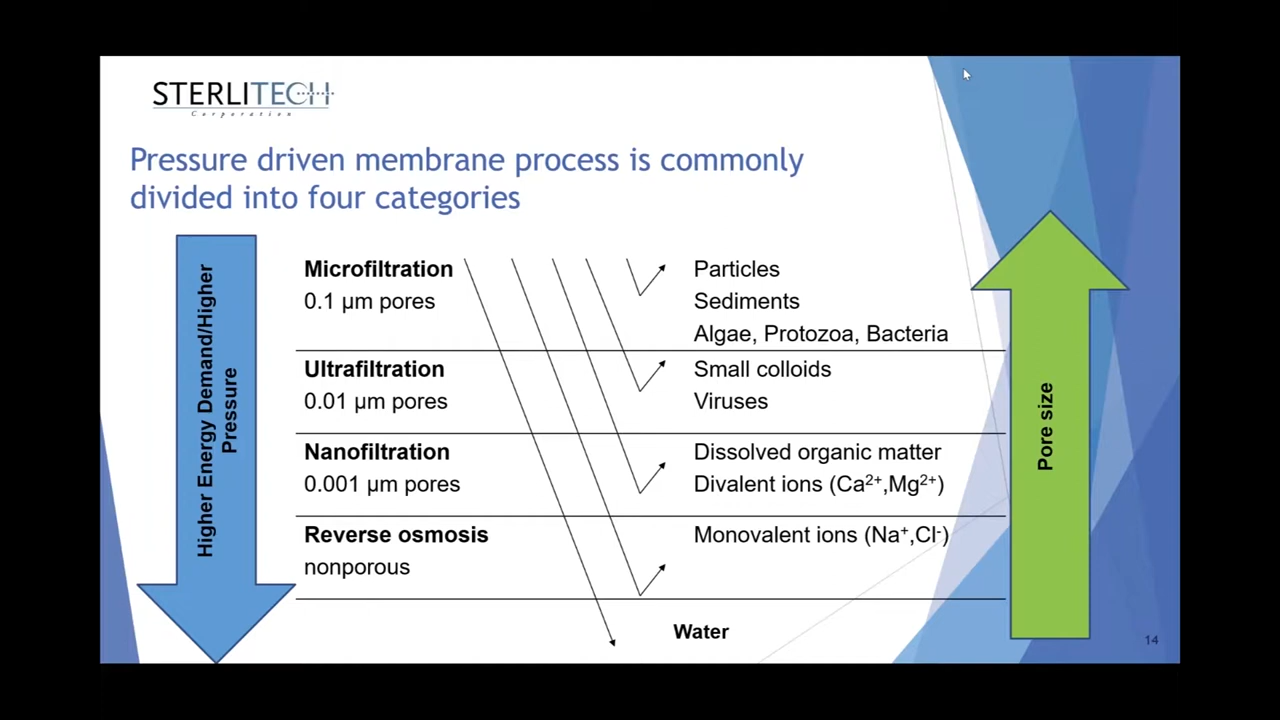 STERLITECH
Corporation
Pressure driven membrane process is commonly
divided into four categories
Higher Energy Demand/Higher
Pressure
Microfiltration
0.1 µm pores
Particles
Sediments
Algae, Protozoa, Bacteria
Ultrafiltration
0.01 µm pores
Small colloids
Viruses
Nanofiltration
0.001 µm pores
Dissolved organic matter
Divalent ions (Ca²⁺,Mg²⁺)
Reverse osmosis
nonporous
Monovalent ions (Na⁺,Cl⁻)
Water
Pore size
14